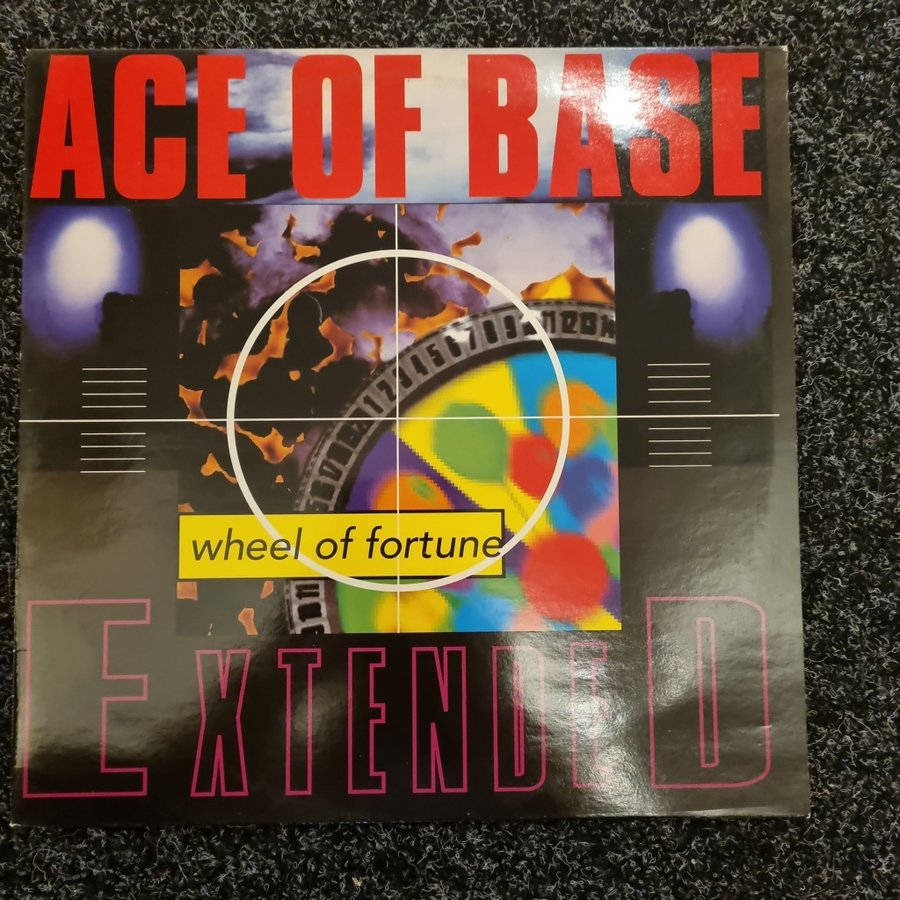 ACE OF BASE
wheel of fortune
EXTENDED